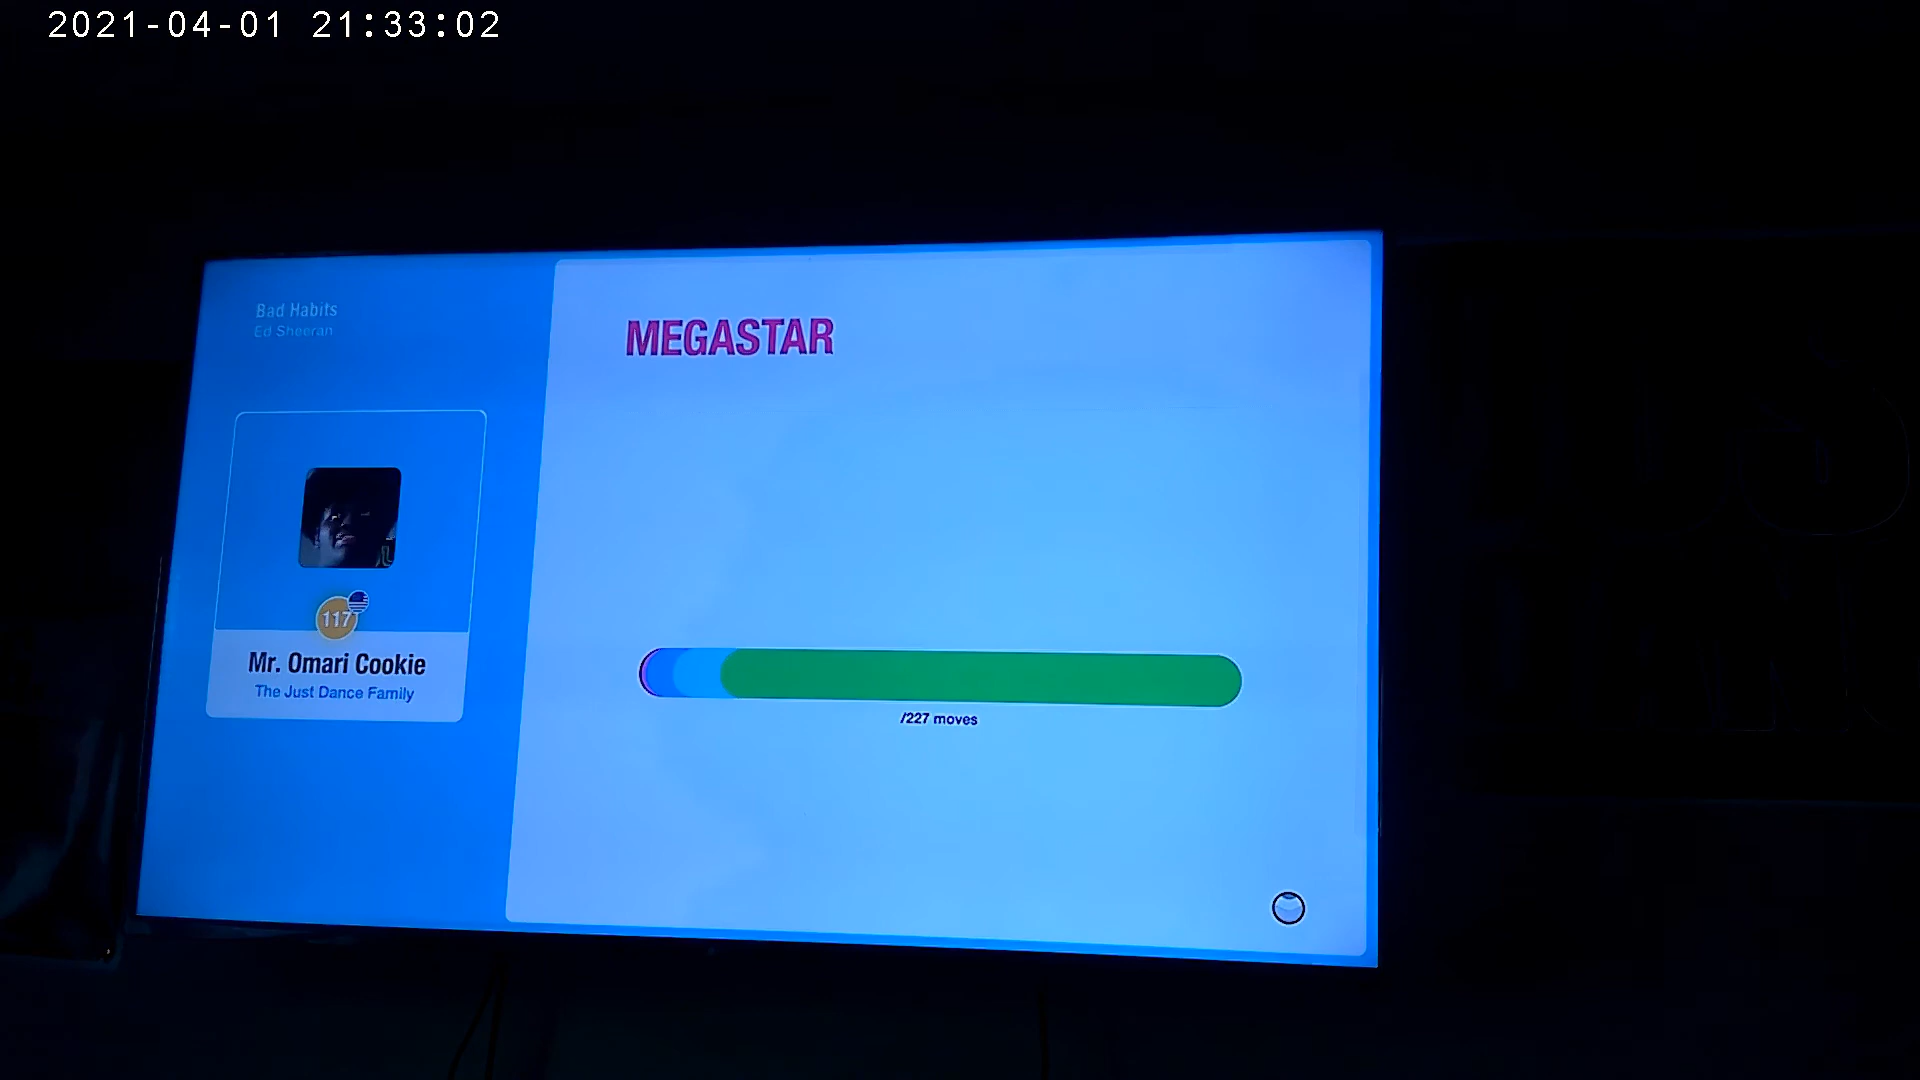 2021-04-01 21:33:02
Bad Habits
Ed Sheeran
MEGASTAR
117
Mr. Omari Cookie
The Just Dance Family
/227 moves